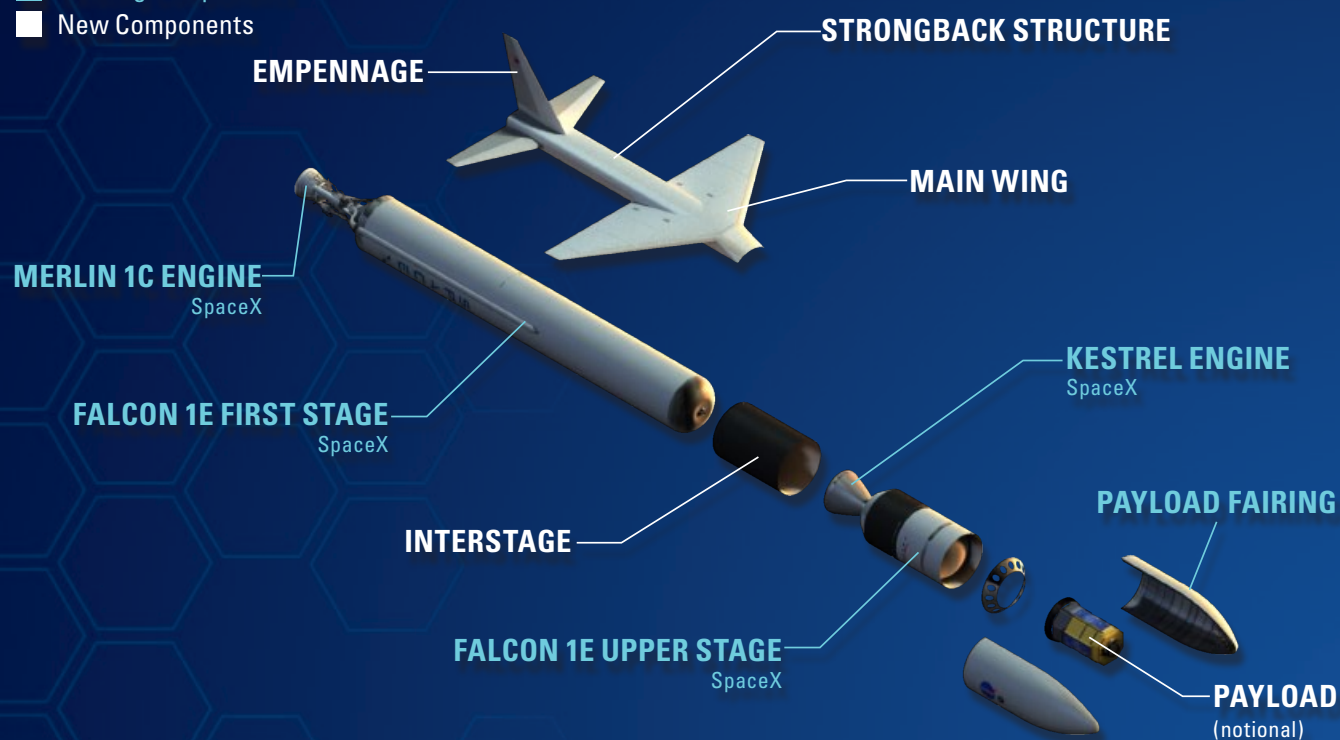 New Components
STRONGBACK STRUCTURE
EMPENNAGE
MAIN WING
MERLIN 1C ENGINE
SpaceX
KESTREL ENGINE
SpaceX
FALCON 1E FIRST STAGE
SpaceX
PAYLOAD FAIRING
INTERSTAGE
FALCON 1E UPPER STAGE
SpaceX
PAYLOAD
(notional)